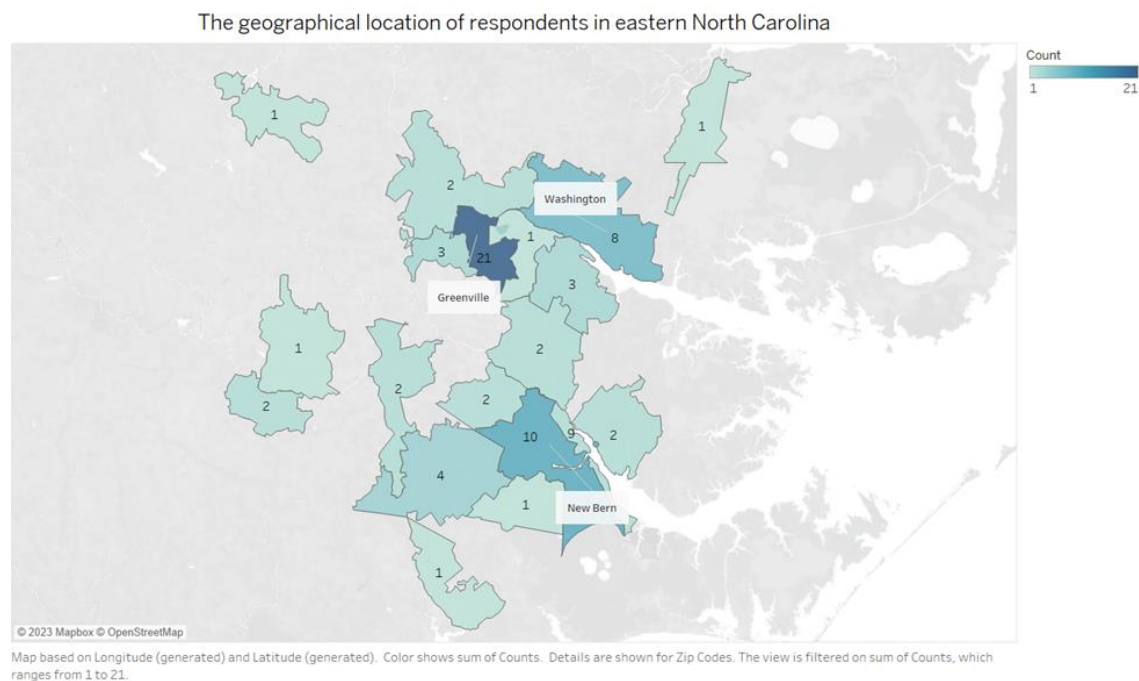 The geographical location of respondents in eastern North Carolina
Count
1 21
1
1
2
Washington
1
8
3
21
3
Greenville
2
1
2
2
2
10
9
2
4
1
New Bern
1
© 2023 Mapbox © OpenStreetMap
Map based on Longitude (generated) and Latitude (generated). Color shows sum of Counts. Details are shown for Zip Codes. The view is filtered on sum of Counts, which
ranges from 1 to 21.